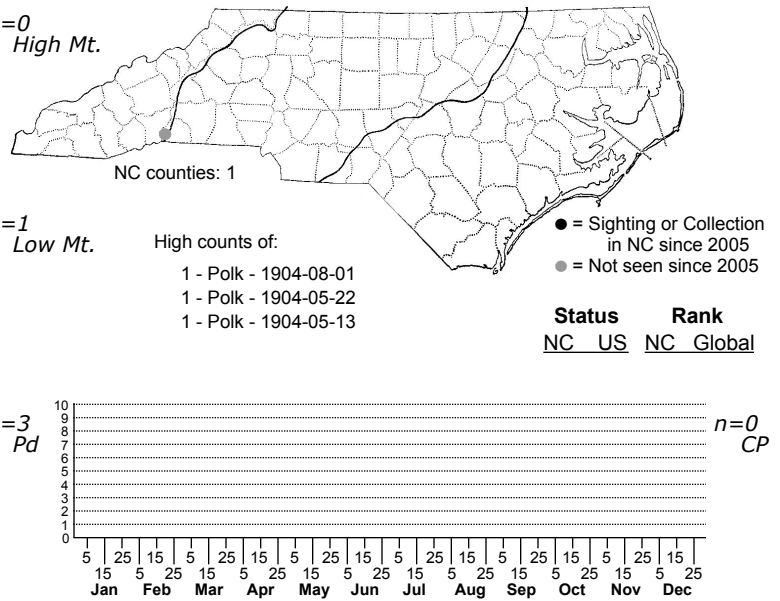 =0
High Mt.
NC counties: 1
=1
Low Mt.
High counts of:
1 - Polk - 1904-08-01
1 - Polk - 1904-05-22
1 - Polk - 1904-05-13
= Sighting or Collection
in NC since 2005
= Not seen since 2005
Status Rank
NC US NC Global
=3
Pd
n=0
CP
10
9
8
7
6
5
4
3
2
1
0
5 25 15 5 25 15 5 25 15 5 25 15 5 25 15 5 25 15
15 5 25 15 5 25 15 5 25 15 5 25 15 5 25 15 5 25
Jan Feb Mar Apr May Jun Jul Aug Sep Oct Nov Dec